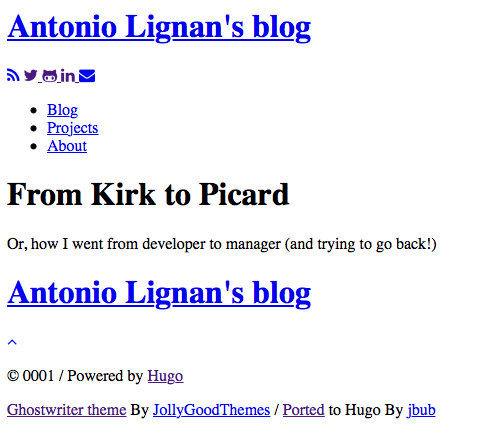 Antonio Lignan's blog
Blog
Projects
About
From Kirk to Picard
Or, how I went from developer to manager (and trying to go back!)
Antonio Lignan's blog
© 0001 / Powered by Hugo
Ghostwriter theme By JollyGoodThemes / Ported to Hugo By jbub